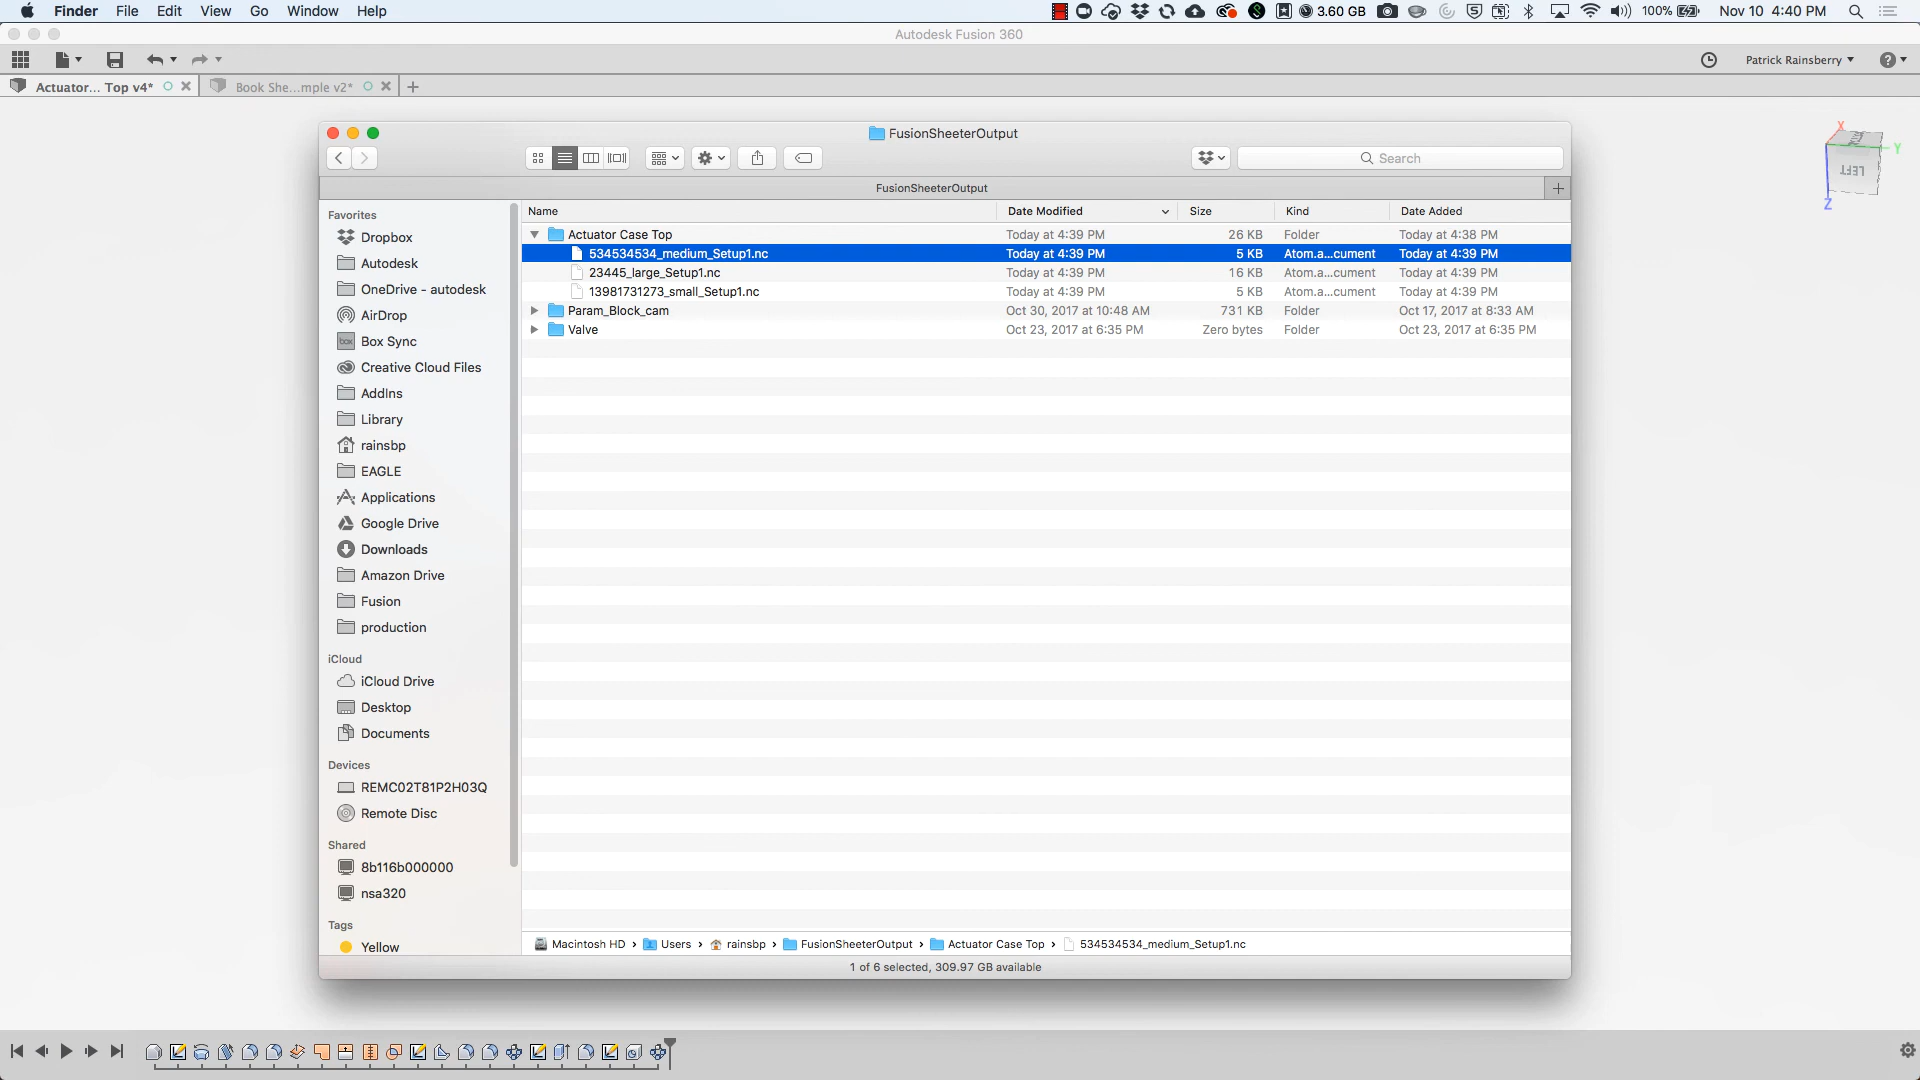 Finder File Edit View Go Window Help 3.60 GB 100% Nov 10 4:40 PM
Autodesk Fusion 360
Patrick Rainsberry
Actuator... Top v4* Book She...mple v2*
FusionSheeterOutput
Search
FusionSheeterOutput
Name Date Modified Size Kind Date Added
Actuator Case Top Today at 4:39 PM 26 KB Folder Today at 4:38 PM
534534534_medium_Setup1.nc Today at 4:39 PM 5 KB Atom.a...cument Today at 4:39 PM
23445_large_Setup1.nc Today at 4:39 PM 16 KB Atom.a...cument Today at 4:39 PM
13981731273_small_Setup1.nc Today at 4:39 PM 5 KB Atom.a...cument Today at 4:39 PM
Param_Block_cam Oct 30, 2017 at 10:48 AM 731 KB Folder Oct 17, 2017 at 8:33 AM
Valve Oct 23, 2017 at 6:35 PM Zero bytes Folder Oct 23, 2017 at 6:35 PM
Favorites
Dropbox
Autodesk
OneDrive - autodesk
AirDrop
Box Sync
Creative Cloud Files
AddIns
Library
rainsbp
EAGLE
Applications
Google Drive
Downloads
Amazon Drive
Fusion
production
iCloud
iCloud Drive
Desktop
Documents
Devices
REMC02T81P2H03Q
Remote Disc
Shared
8b116b000000
nsa320
Tags
Yellow
Macintosh HD › Users › rainsbp › FusionSheeterOutput › Actuator Case Top › 534534534_medium_Setup1.nc
1 of 6 selected, 309.97 GB available
X
Y
Z
LEFT